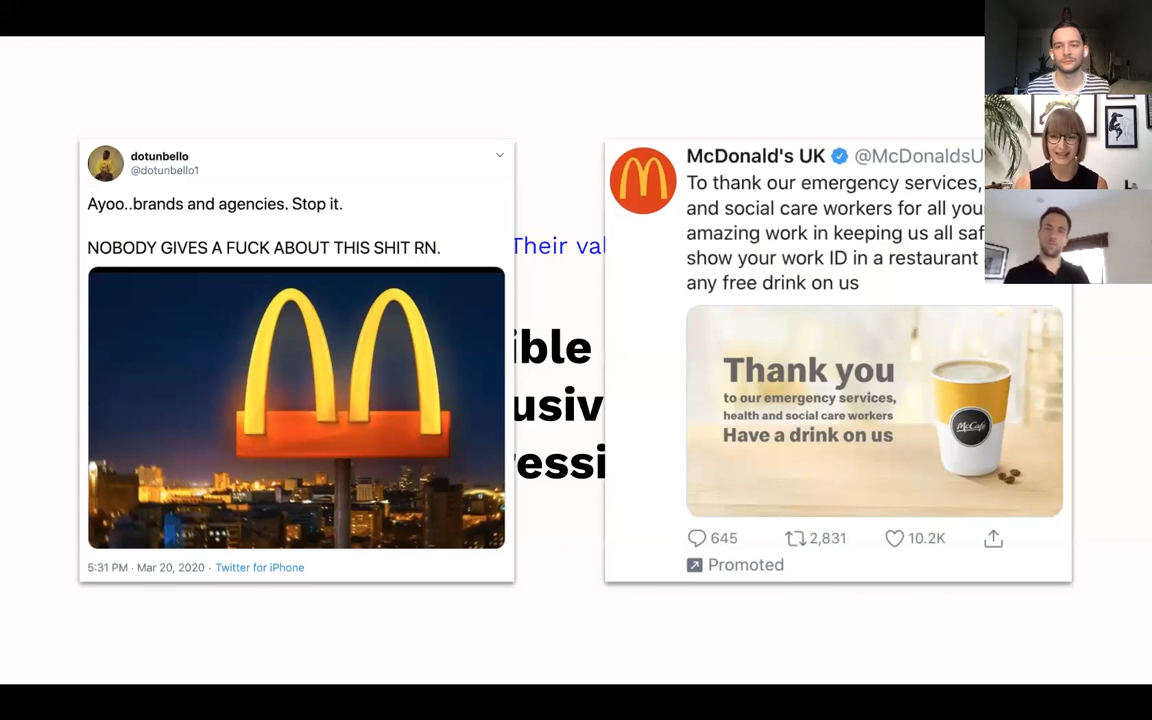 dotunbello
@dotunbello1
Ayoo..brands and agencies. Stop it.
NOBODY GIVES A FUCK ABOUT THIS SHIT RN.
5:31 PM · Mar 20, 2020 · Twitter for iPhone
Their val
ible
usiv
ressi
McDonald's UK @McDonaldsU
To thank our emergency services,
and social care workers for all you
amazing work in keeping us all saf
show your work ID in a restaurant
any free drink on us
Thank you
to our emergency services,
health and social care workers
Have a drink on us
McCafé
645 2,831 10.2K
Promoted